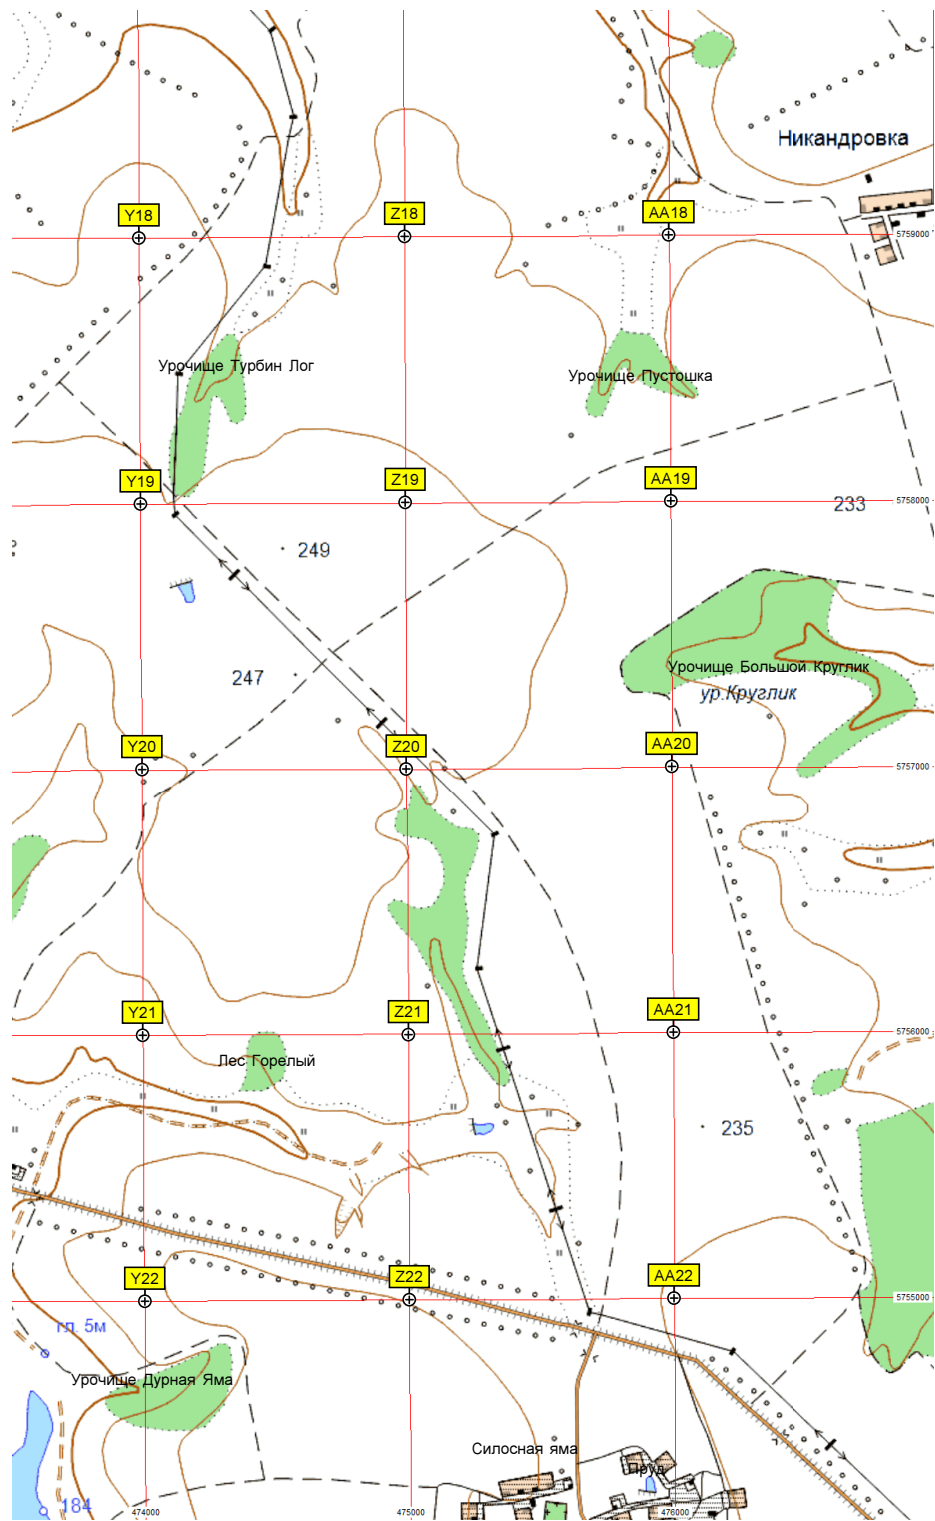 Никандровка
Y18
Z18
AA18
5759000
Урочище Турбин Лог
Урочище Пустошка
Y19
Z19
AA19
5758000
233
249
247
Урочище Большой Круглик
ур.Круглик
Y20
Z20
AA20
5757000
Y21
Z21
AA21
5756000
Лес Горелый
235
Y22
Z22
AA22
5755000
гл. 5м
Урочище Дурная Яма
Силосная яма
Пруд
184
474000
475000
476000